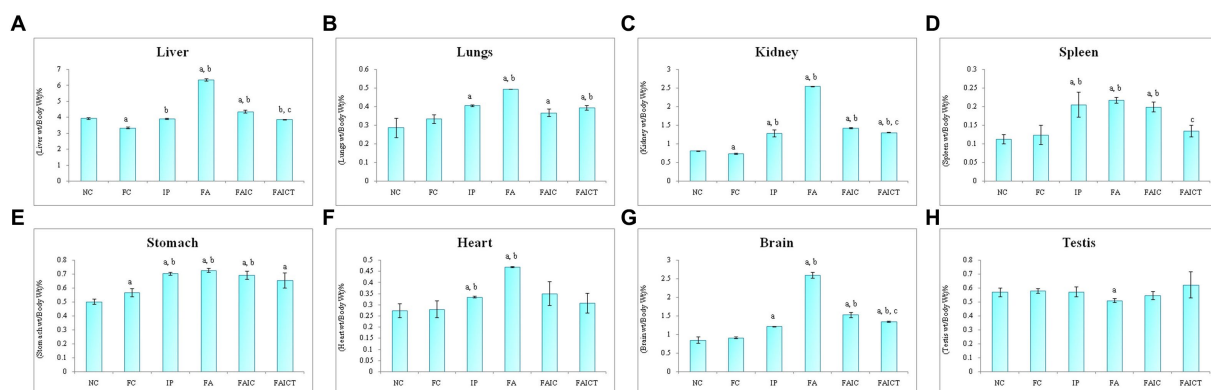 A
Liver
(Liver wt/Body Wt)%
7
6
5
4
3
2
1
0
a
b
a, b
a, b
b, c
NC FC IP FA FAIC FAICT
B
Lungs
(Lungs wt/Body Wt)%
0.6
0.5
0.4
0.3
0.2
0.1
0
a
a, b
a
a, b
NC FC IP FA FAIC FAICT
C
Kidney
(Kidney wt/Body Wt)%
3
2.5
2
1.5
1
0.5
0
a
a, b
a, b
a, b
a, b, c
NC FC IP FA FAIC FAICT
D
Spleen
(Spleen wt/Body Wt)%
0.3
0.25
0.2
0.15
0.1
0.05
0
a, b
a, b
a, b
c
NC FC IP FA FAIC FAICT
E
Stomach
(Stomach wt/Body Wt)%
0.8
0.7
0.6
0.5
0.4
0.3
0.2
0.1
0
a
a, b
a, b
a, b
a
NC FC IP FA FAIC FAICT
F
Heart
(Heart wt/Body Wt)%
0.5
0.45
0.4
0.35
0.3
0.25
0.2
0.15
0.1
0.05
0
a, b
a, b
NC FC IP FA FAIC FAICT
G
Brain
(Brain wt/Body Wt)%
3
2.5
2
1.5
1
0.5
0
a
a, b
a, b
a, b, c
NC FC IP FA FAIC FAICT
H
Testis
(Testis wt/Body Wt)%
0.8
0.7
0.6
0.5
0.4
0.3
0.2
0.1
0
a
NC FC IP FA FAIC FAICT